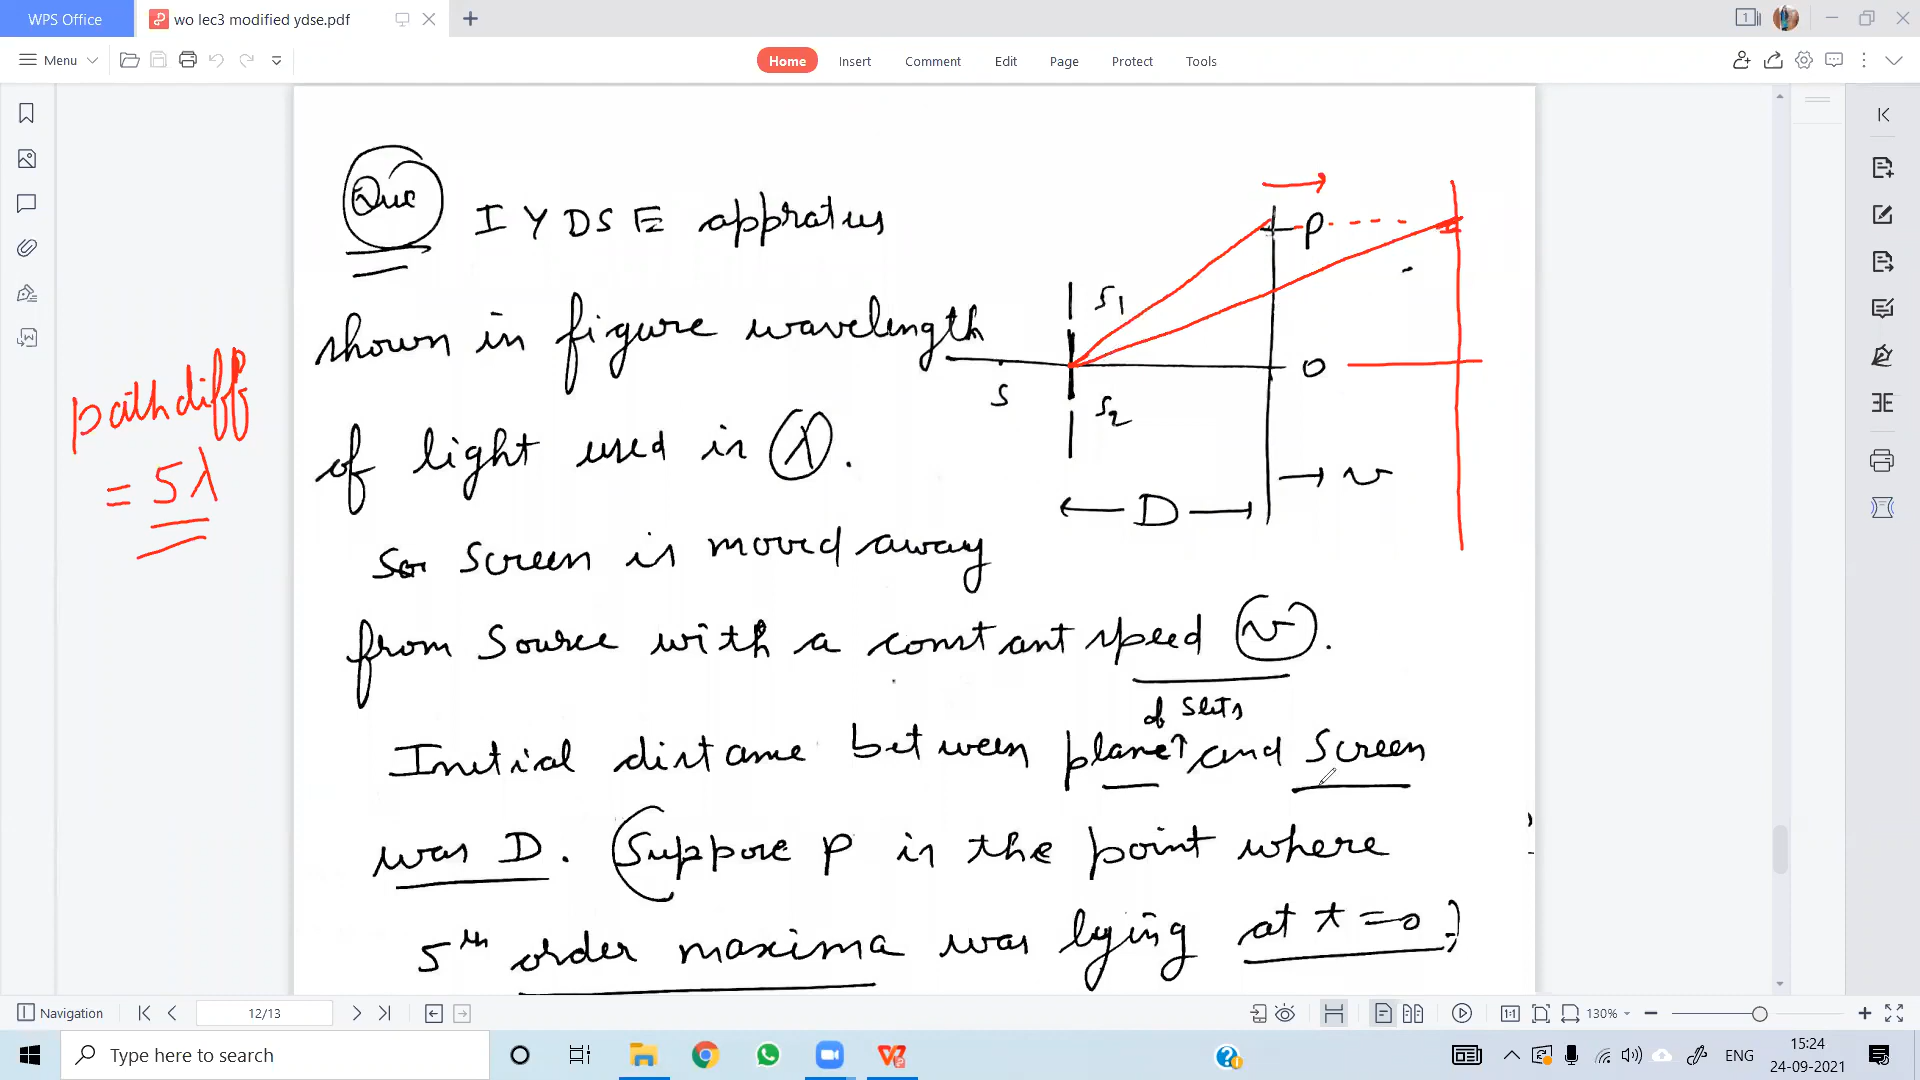 WPS Office
wo lec3 modified ydse.pdf
Menu
Home Insert Comment Edit Page Protect Tools
Que
I YDSE appratus
shown in figure wavelength
of light used is λ.
Screen is moved away
from Source with a constant speed v.
of Slits
Initial distance between plane and Screen
was D. (Suppose P is the point where
5th order maxima was lying at t=0)
P
S1
O
S
S2
D
v
path diff
= 5λ
Navigation
12/13
130%
Type here to search
ENG
15:24
24-09-2021